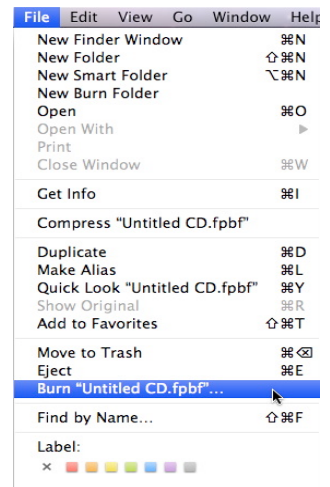 File Edit View Go Window Help
New Finder Window ⌘N
New Folder ⇧⌘N
New Smart Folder ⌥⌘N
New Burn Folder
Open ⌘O
Open With ▶
Print
Close Window ⌘W
Get Info ⌘I
Compress “Untitled CD.fpbf”
Duplicate ⌘D
Make Alias ⌘L
Quick Look “Untitled CD.fpbf” ⌘Y
Show Original ⌘R
Add to Favorites ⇧⌘T
Move to Trash ⌘⌫
Eject ⌘E
Burn “Untitled CD.fpbf”...
Find by Name... ⇧⌘F
Label:
×